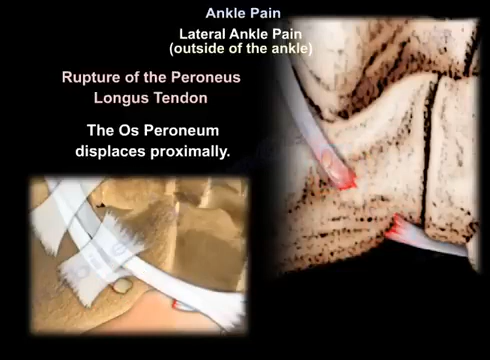 Ankle Pain
Lateral Ankle Pain
(outside of the ankle)
Rupture of the Peroneus
Longus Tendon
The Os Peroneum
displaces proximally.